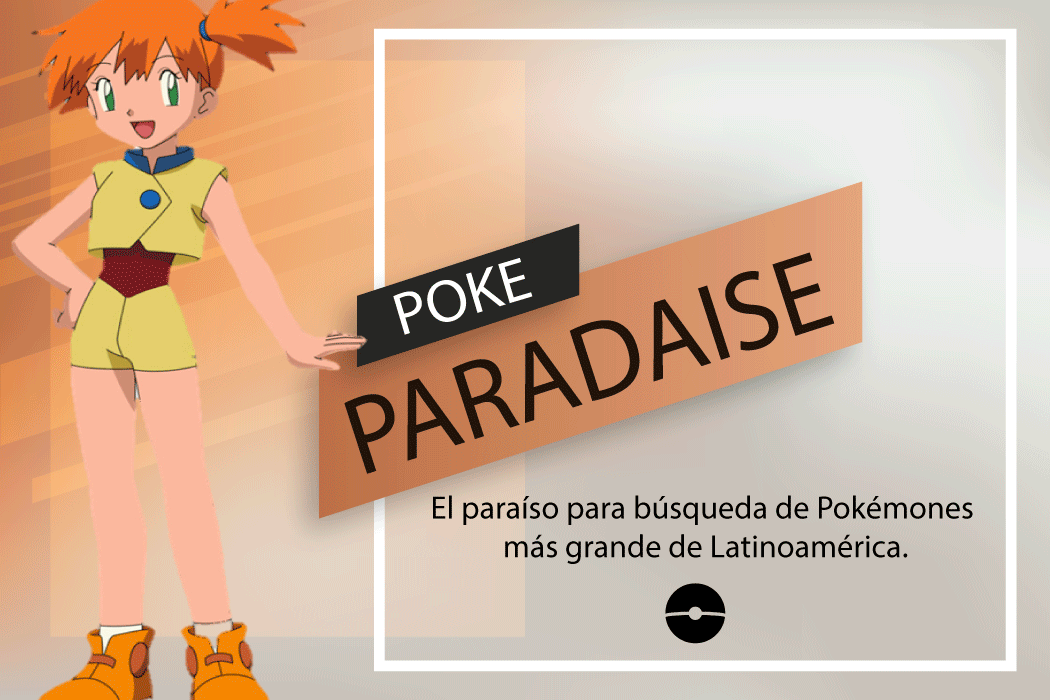 POKE
PARADAISE
El paraíso para búsqueda de Pokémones
más grande de Latinoamérica.